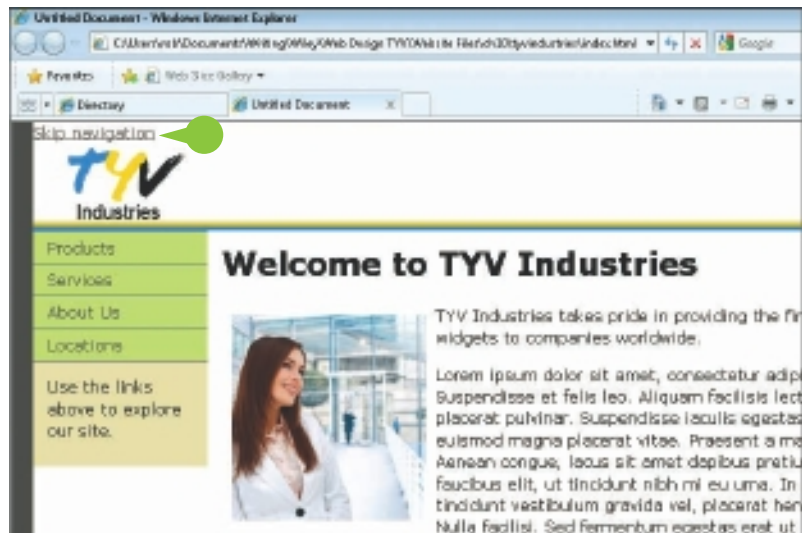 Untitled Document - Windows Internet Explorer
Google
Favorites Web Slice Gallery
Directory Untitled Document X
Skip navigation
TYV
Industries
Products
Services
About Us
Locations
Use the links
above to explore
our site.
Welcome to TYV Industries
TYV Industries takes pride in providing the
widgets to companies worldwide.
Lorem ipsum dolor sit amet, consectetur adipi
Suspendisse et felis leo. Aliquam facilisis lect
placerat pulvinar. Suspendisse iaculis egestas
euismod magna placerat vitae. Praesent a ma
Aenean congue, lacus sit amet dapibus pretiu
faucibus elit, ut tincidunt nibh mi eu urna. In
tincidunt vestibulum gravida vel, placerat hen
Nulla facilisi. Sed fermentum egestas erat ut